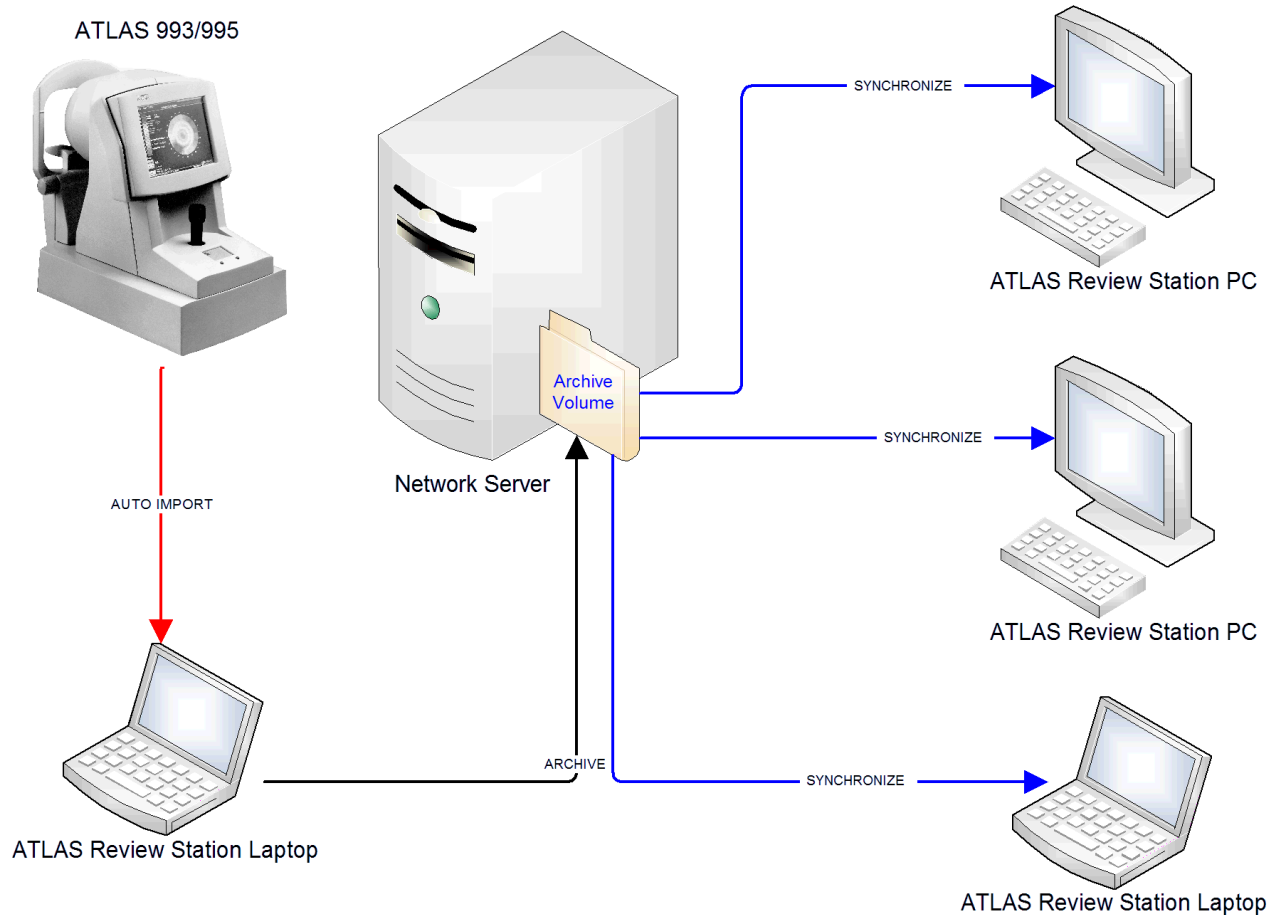 ATLAS 993/995
SYNCHRONIZE
ATLAS Review Station PC
Archive
Volume
SYNCHRONIZE
Network Server
AUTO IMPORT
ATLAS Review Station PC
ARCHIVE
SYNCHRONIZE
ATLAS Review Station Laptop
ATLAS Review Station Laptop